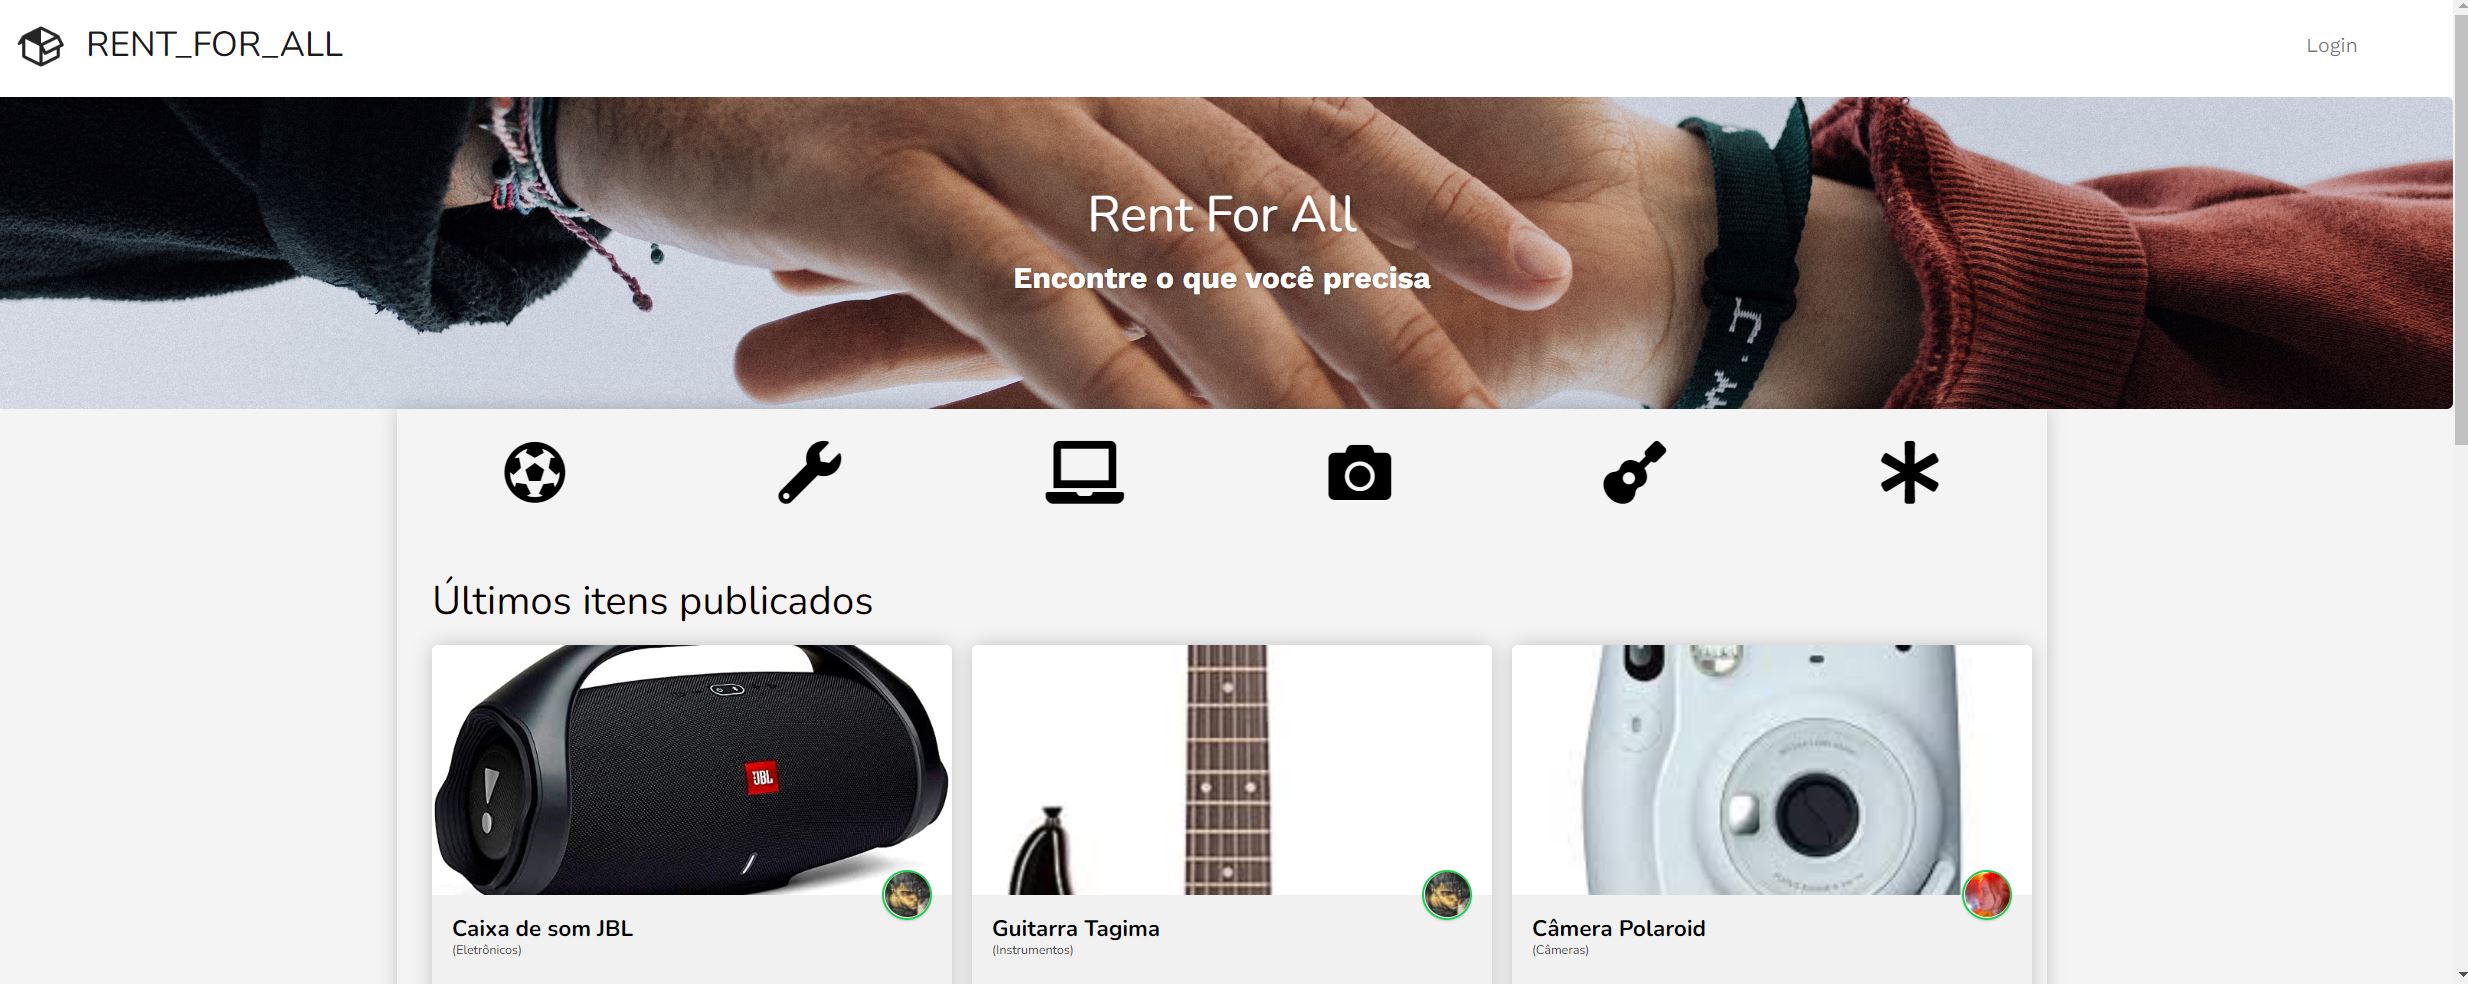 RENT_FOR_ALL
Login
Rent For All
Encontre o que você precisa
Últimos itens publicados
JBL
Caixa de som JBL
(Eletrônicos)
Guitarra Tagima
(Instrumentos)
Câmera Polaroid
(Câmeras)